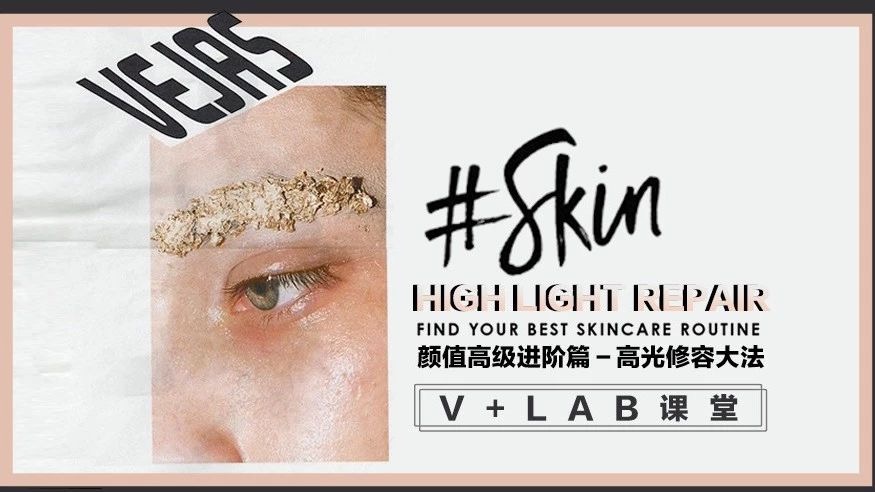 VEJAS
#Skin
HIGH LIGHT REPAIR
FIND YOUR BEST SKINCARE ROUTINE
颜值高级进阶篇－高光修容大法
V + LAB 课堂